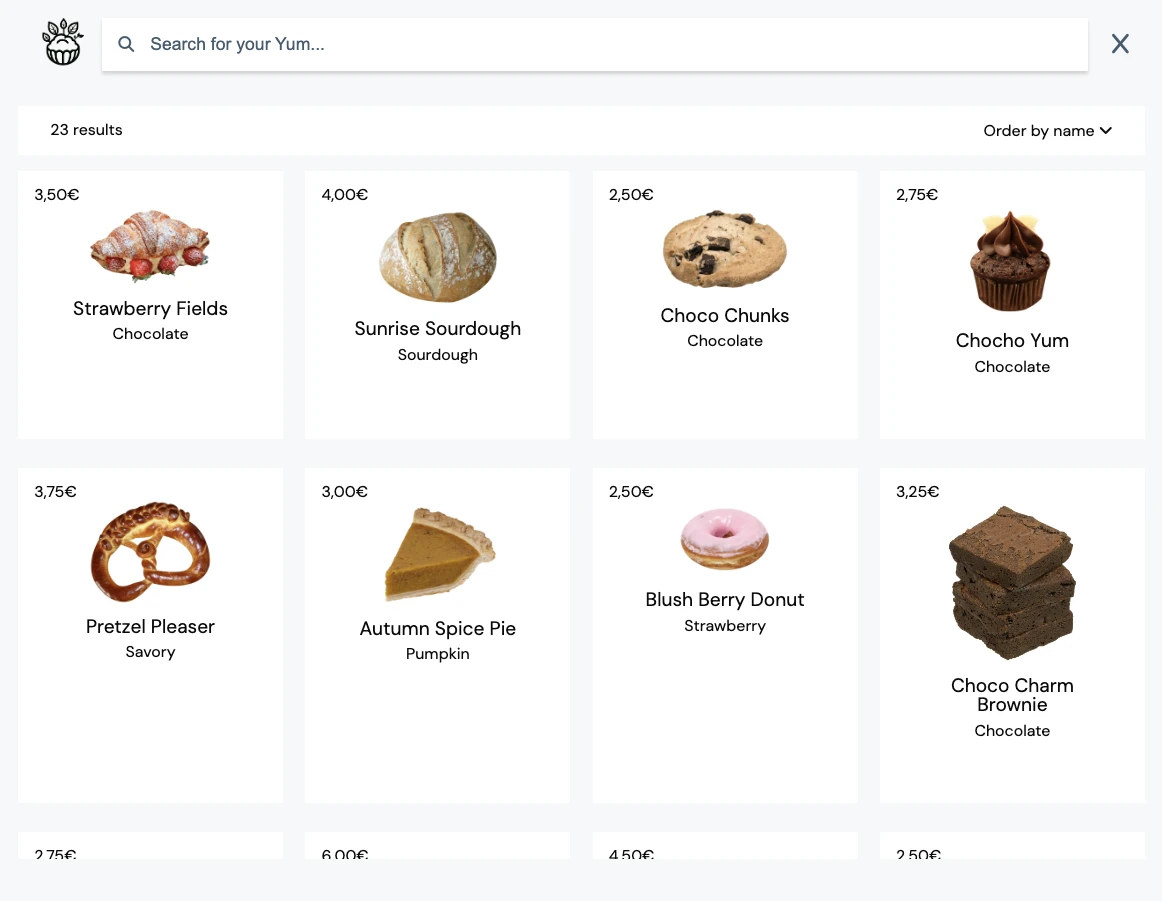 Search for your Yum...
X
23 results
Order by name
3,50€
Strawberry Fields
Chocolate
4,00€
Sunrise Sourdough
Sourdough
2,50€
Choco Chunks
Chocolate
2,75€
Chocho Yum
Chocolate
3,75€
Pretzel Pleaser
Savory
3,00€
Autumn Spice Pie
Pumpkin
2,50€
Blush Berry Donut
Strawberry
3,25€
Choco Charm
Brownie
Chocolate
2,75€
6,00€
4,50€
2,50€